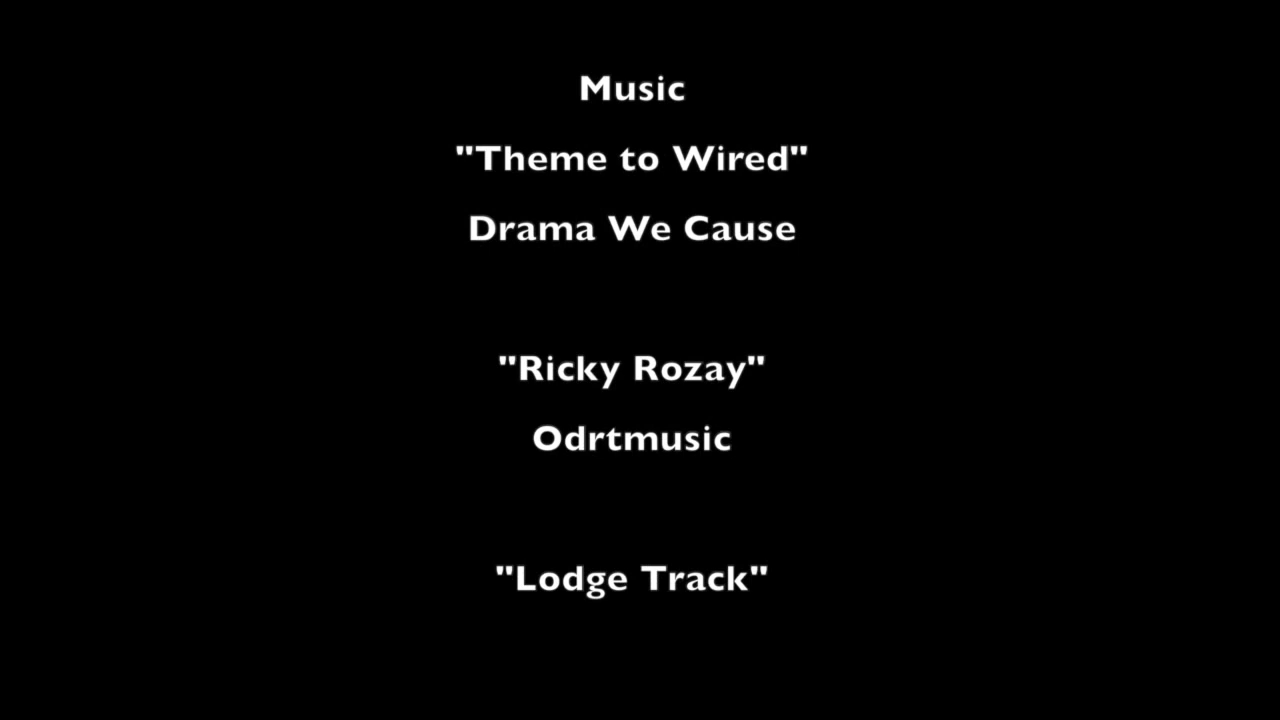 Music
"Theme to Wired"
Drama We Cause
"Ricky Rozay"
Odrtmusic
"Lodge Track"